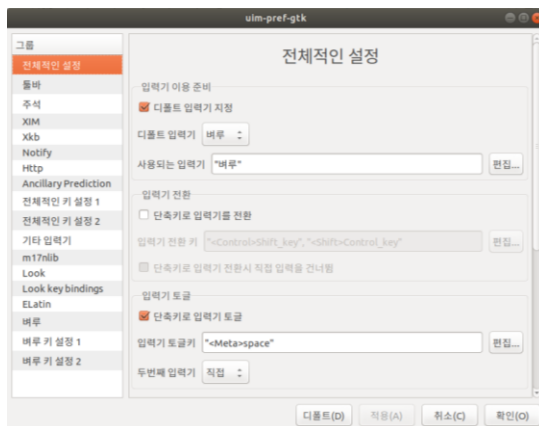 uim-pref-gtk
그룹
전체적인 설정
툴바
주석
XIM
Xkb
Notify
Http
Ancillary Prediction
전체적인 키 설정 1
전체적인 키 설정 2
기타 입력기
m17nlib
Look
Look key bindings
ELatin
벼루
벼루 키 설정 1
벼루 키 설정 2
전체적인 설정
입력기 이용 준비
디폴트 입력기 지정
디폴트 입력기 벼루
사용되는 입력기 "벼루" 편집...
입력기 전환
단축키로 입력기를 전환
입력기 전환 키 "<Control>Shift_key", "<Shift>Control_key" 편집...
단축키로 입력기 전환시 직접 입력을 건너뜀
입력기 토글
단축키로 입력기 토글
입력기 토글키 "<Meta>space" 편집...
두번째 입력기 직접
디폴트(D) 적용(A) 취소(C) 확인(O)